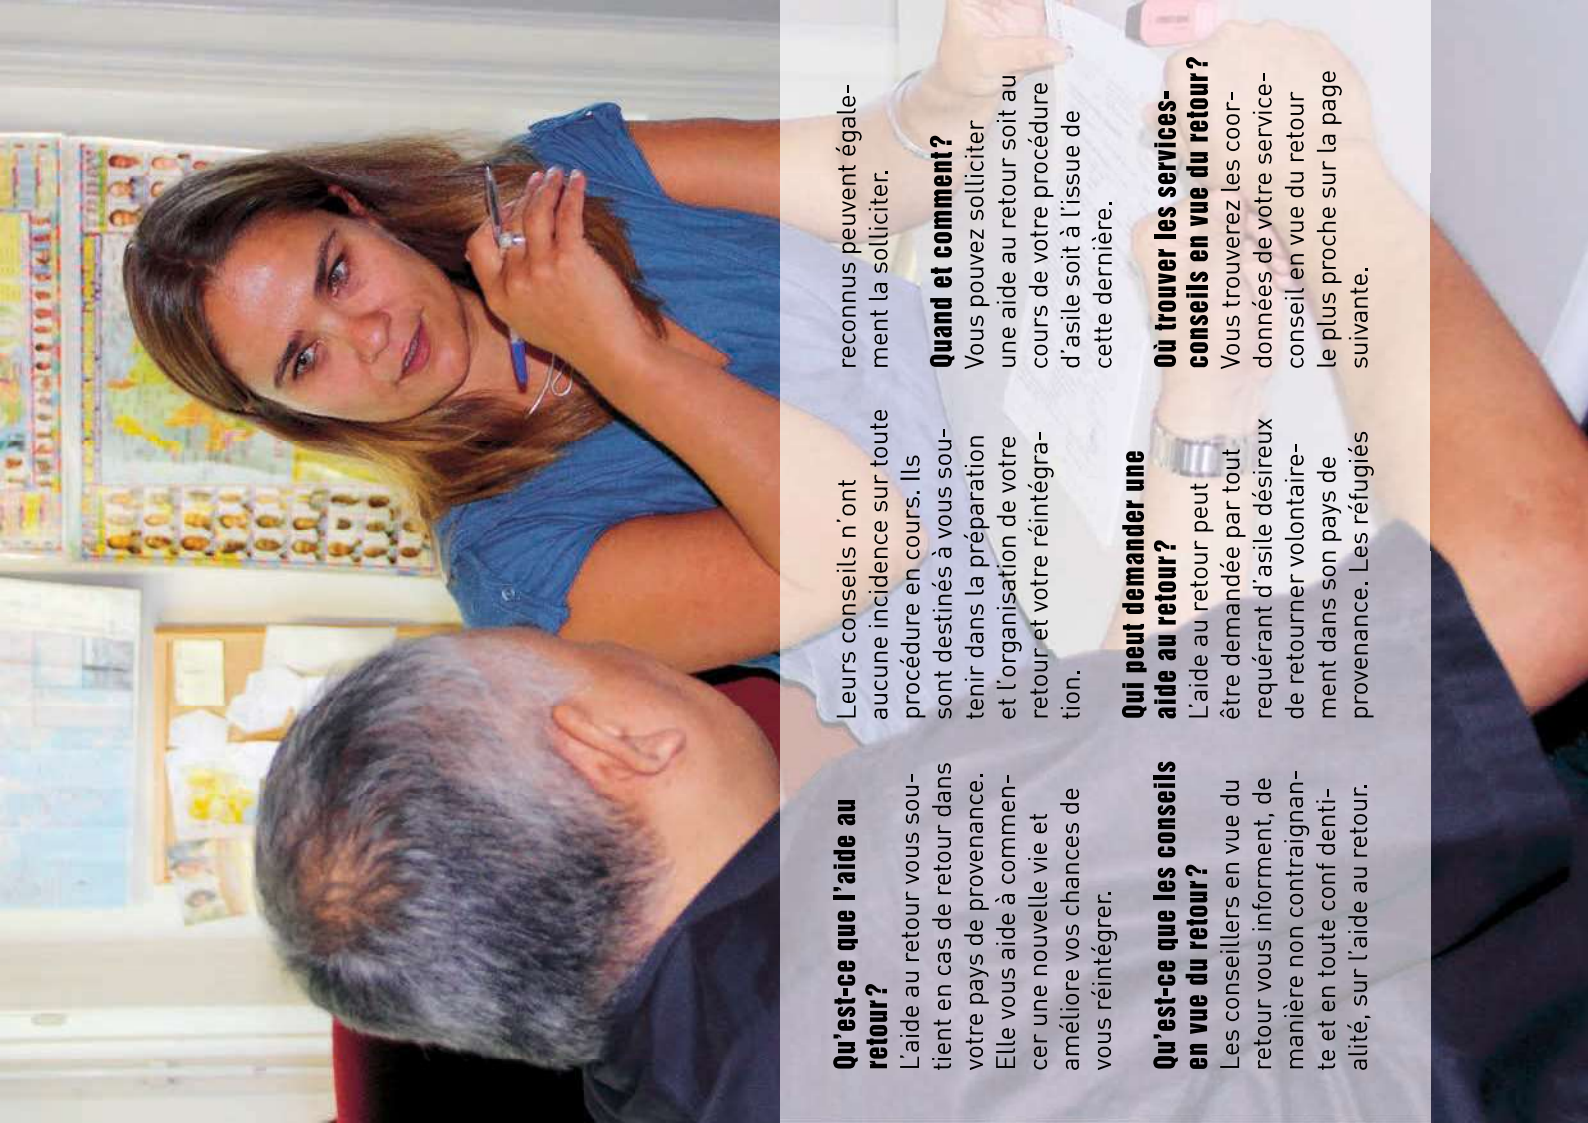 Qu’est-ce que l’aide au
retour?
L’aide au retour vous sou-
tient en cas de retour dans
votre pays de provenance.
Elle vous aide à commen-
cer une nouvelle vie et
améliore vos chances de
vous réintégrer.
Qu’est-ce que les conseils
en vue du retour?
Les conseillers en vue du
retour vous informent, de
manière non contraignan-
te et en toute conf denti-
alité, sur l’aide au retour.
Leurs conseils n’ont
aucune incidence sur toute
procédure en cours. Ils
sont destinés à vous sou-
tenir dans la préparation
et l’organisation de votre
retour et votre réintégra-
tion.
Qui peut demander une
aide au retour?
L’aide au retour peut
être demandée par tout
requérant d’asile désireux
de retourner volontaire-
ment dans son pays de
provenance. Les réfugiés
reconnus peuvent égale-
ment la solliciter.
Quand et comment?
Vous pouvez solliciter
une aide au retour soit au
cours de votre procédure
d’asile soit à l’issue de
cette dernière.
Où trouver les services-
conseils en vue du retour?
Vous trouverez les coor-
données de votre service-
conseil en vue du retour
le plus proche sur la page
suivante.